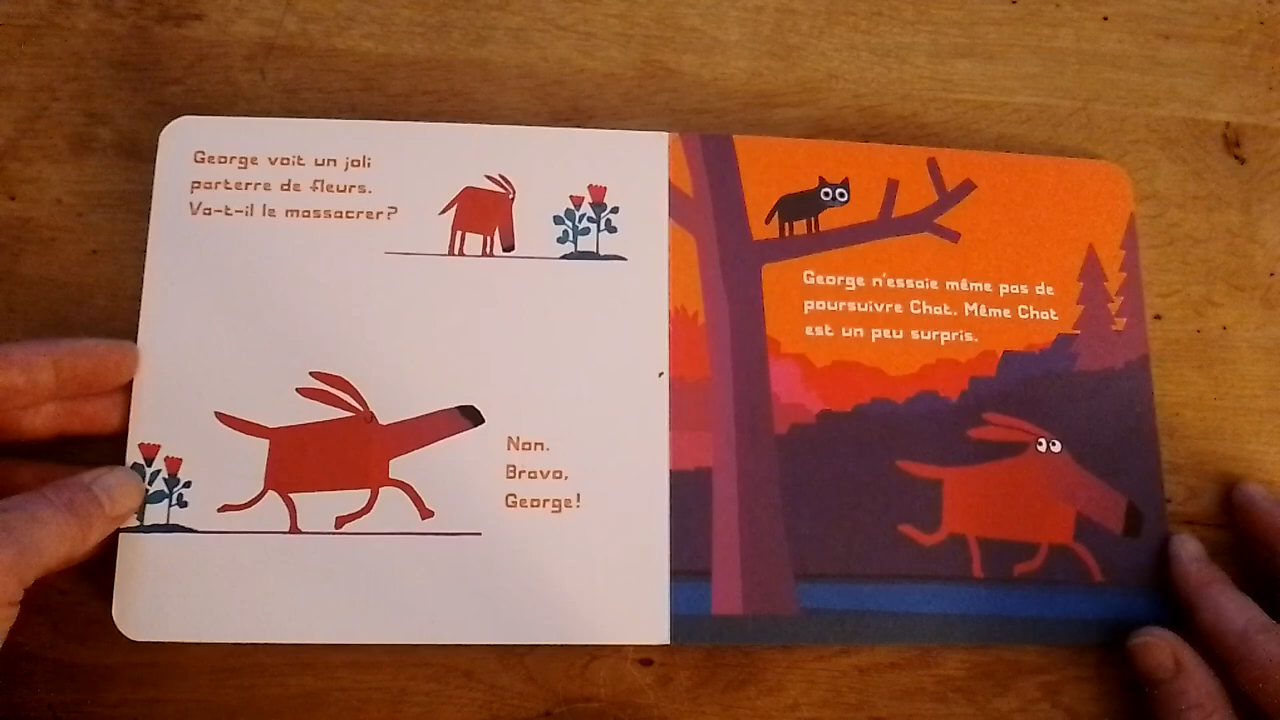 George voit un joli
parterre de fleurs.
Va-t-il le massacrer?
Non.
Bravo,
George!
George n'essaie même pas de
poursuivre Chat. Même Chat
est un peu surpris.